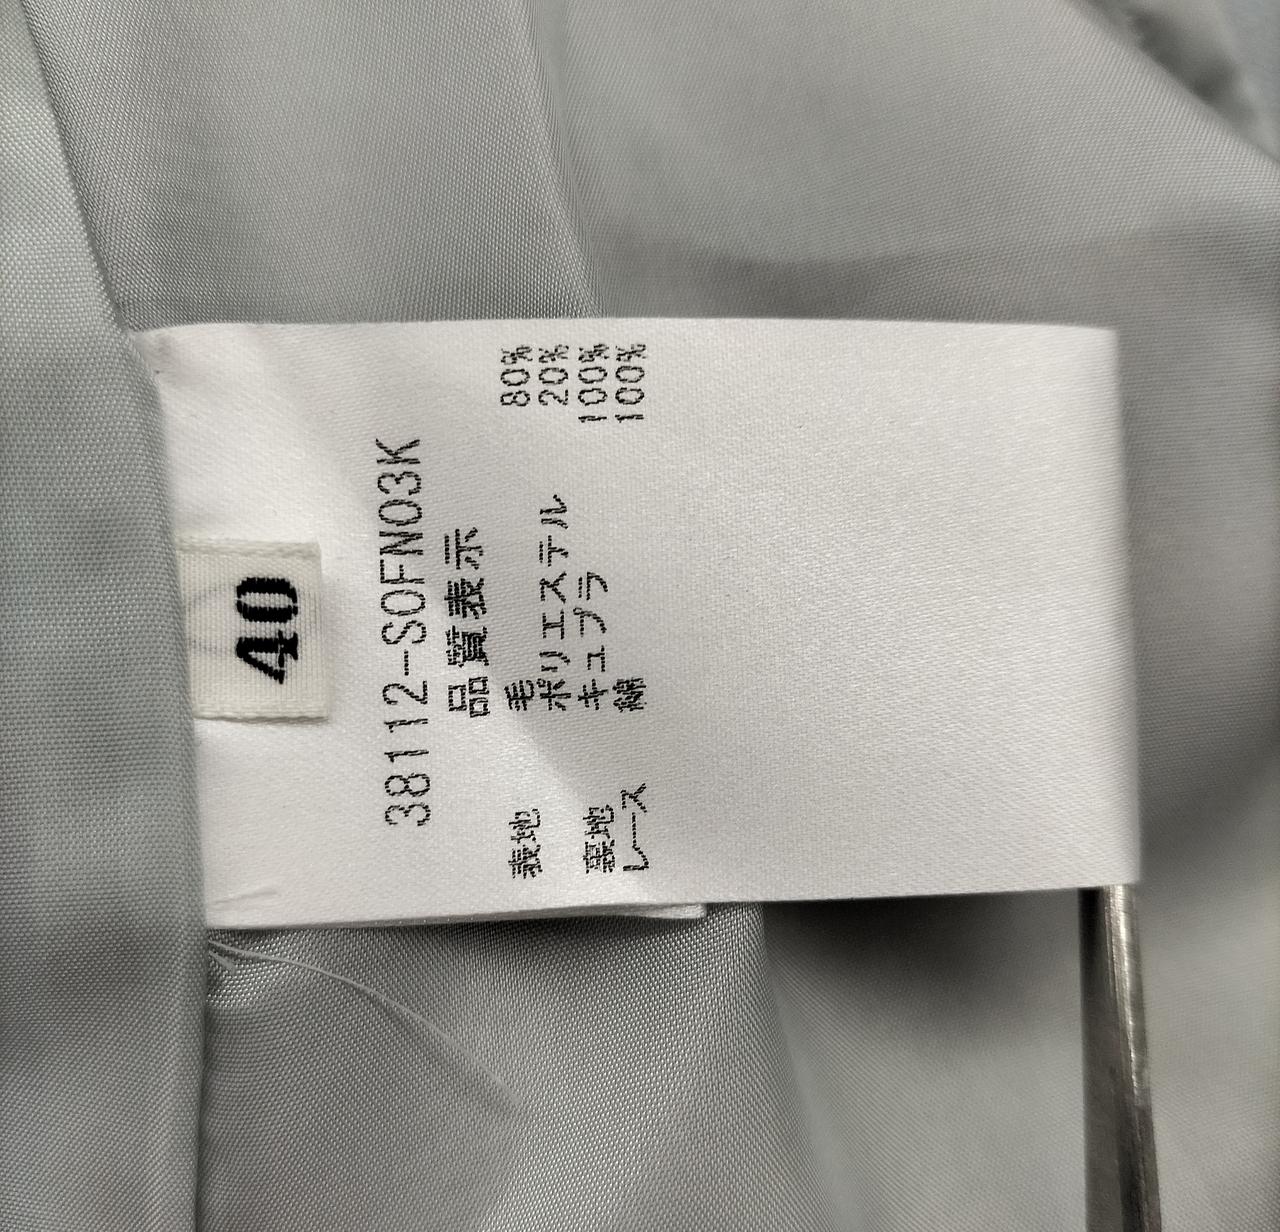 40
38112-SOFN03K
品質表示
表地 毛 80%
ポリエステル 20%
裏地 キュプラ 100%
レース 綿 100%